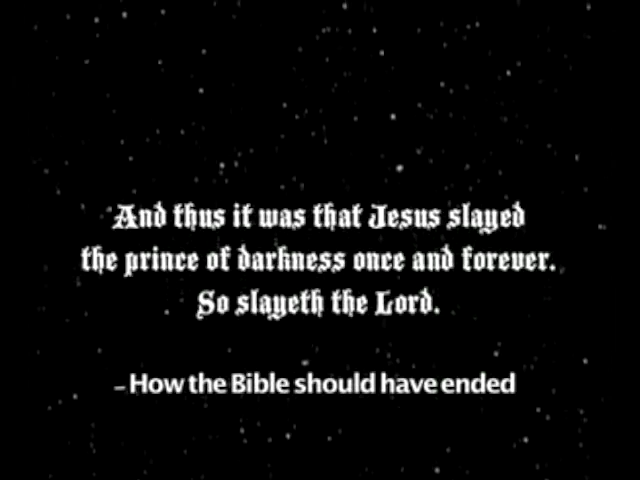 And thus it was that Jesus slayed
the prince of darkness once and forever.
So slayeth the Lord.
– How the Bible should have ended